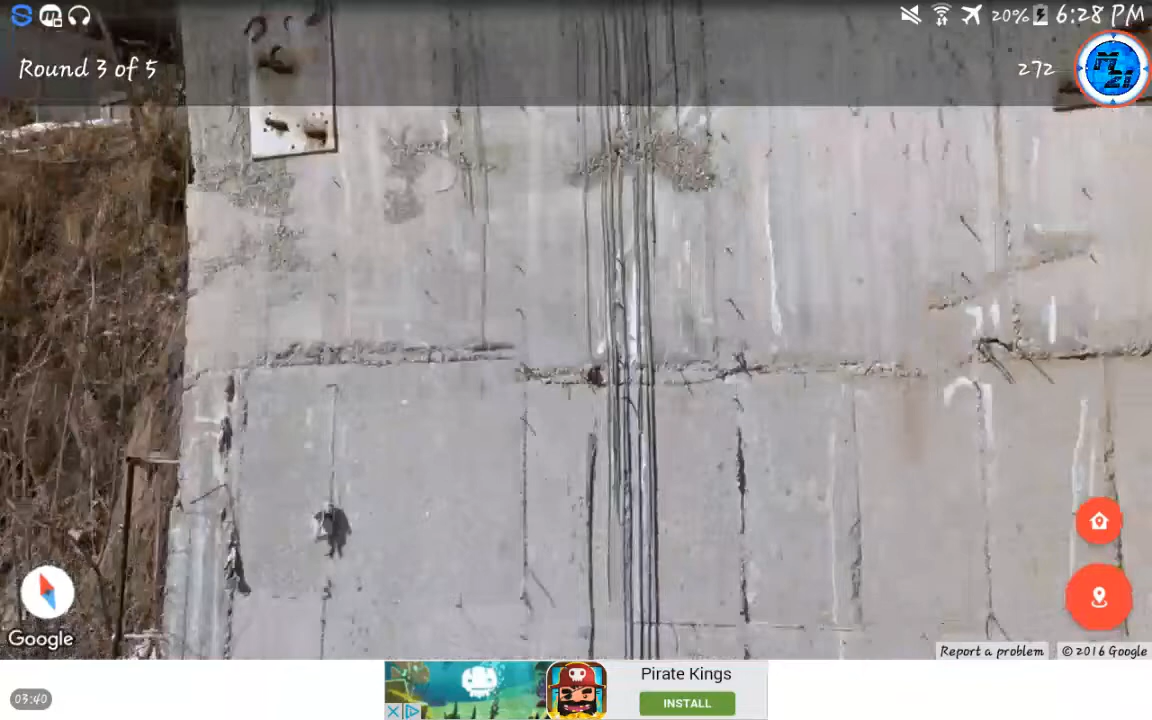 20% 6:28 PM
Round 3 of 5
272
M 21
Google
Report a problem
© 2016 Google
03:40
Pirate Kings
INSTALL